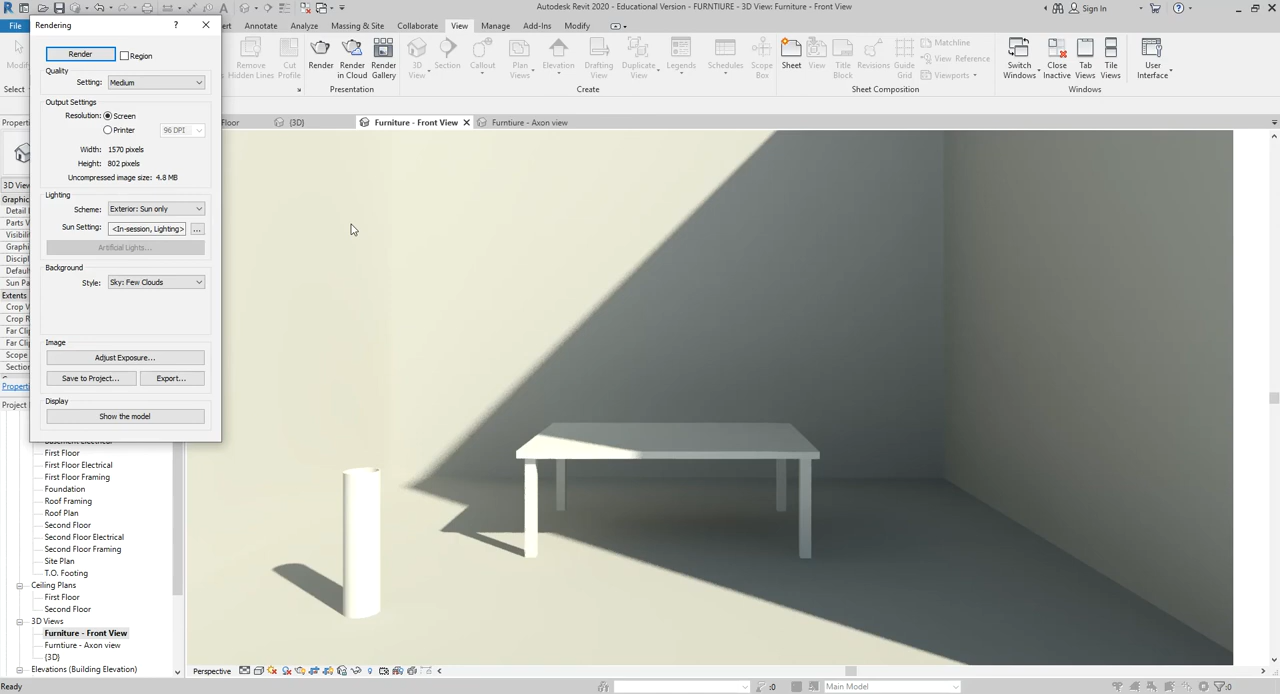 Autodesk Revit 2020 - Educational Version - FURNTIURE - 3D View: Furniture - Front View
Sign In
File
Annotate
Analyze
Massing & Site
Collaborate
View
Manage
Add-Ins
Modify
Remove Hidden Lines
Cut Profile
Render
Render in Cloud
Render Gallery
3D View
Section
Callout
Plan Views
Elevation
Drafting View
Duplicate View
Legends
Schedules
Scope Box
Sheet
View
Title Block
Revisions
Guide Grid
Matchline
View Reference
Viewports
Switch Windows
Close Inactive
Tab Views
Tile Views
User Interface
Select
Presentation
Create
Sheet Composition
Windows
Floor
{3D}
Furniture - Front View
Furntiure - Axon view
Rendering
?
Render
Region
Quality
Setting: Medium
Output Settings
Resolution: Screen
Printer
96 DPI
Width: 1570 pixels
Height: 802 pixels
Uncompressed image size: 4.8 MB
Lighting
Scheme: Exterior: Sun only
Sun Setting: <In-session, Lighting> ...
Artificial Lights...
Background
Style: Sky: Few Clouds
Image
Adjust Exposure...
Save to Project...
Export...
Display
Show the model
First Floor
First Floor Electrical
First Floor Framing
Foundation
Roof Framing
Roof Plan
Second Floor
Second Floor Electrical
Second Floor Framing
Site Plan
T.O. Footing
Ceiling Plans
First Floor
Second Floor
3D Views
Furniture - Front View
Furntiure - Axon view
{3D}
Elevations (Building Elevation)
Perspective
Ready
:0
Main Model
:0